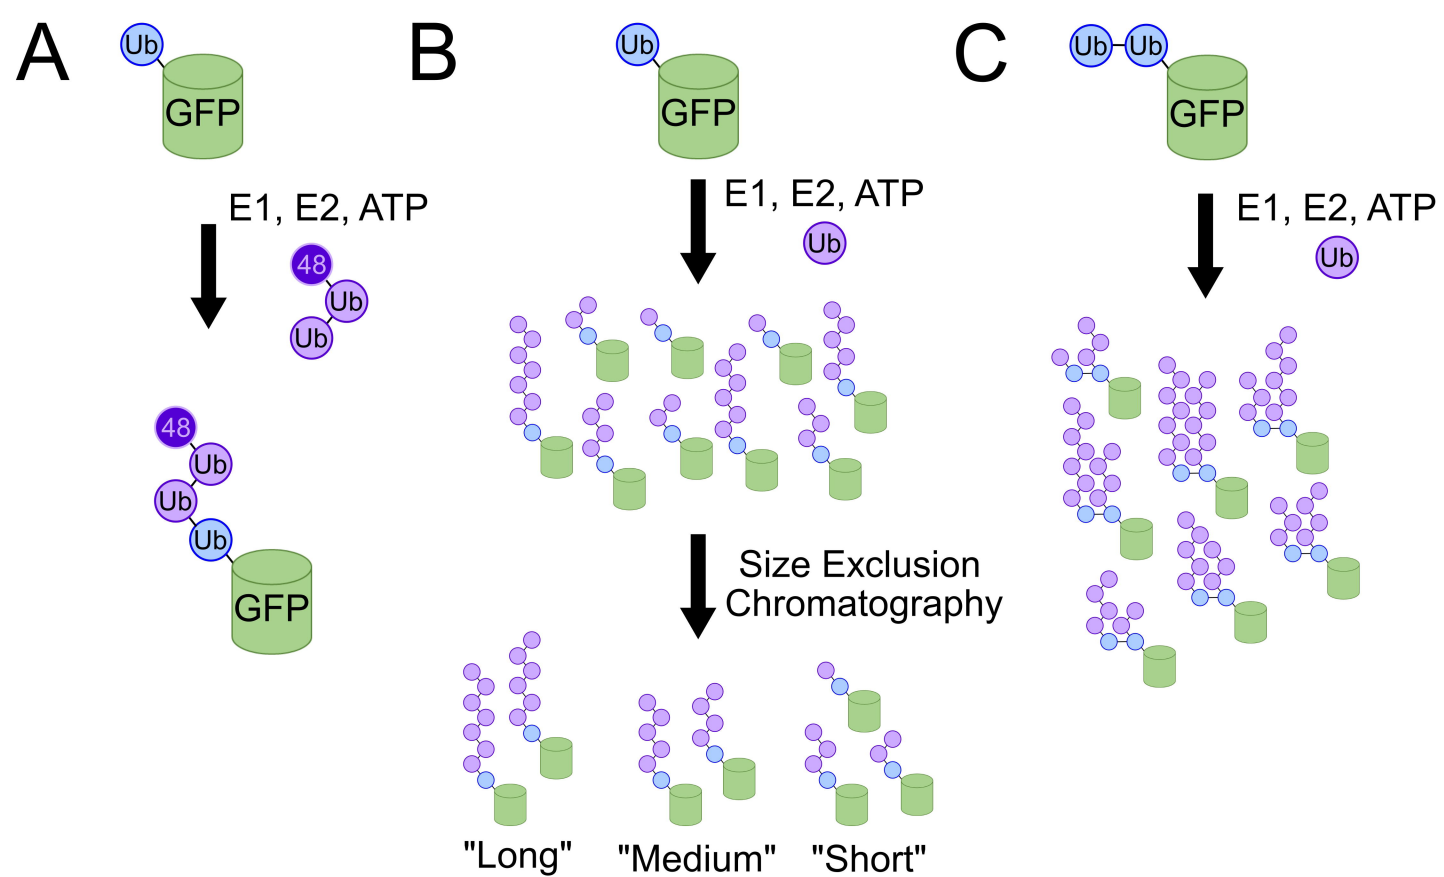 A
Ub
GFP
E1, E2, ATP
48
Ub
Ub
48
Ub
Ub
Ub
GFP
B
Ub
GFP
E1, E2, ATP
Ub
Size Exclusion
Chromatography
"Long"
"Medium"
"Short"
C
Ub
Ub
GFP
E1, E2, ATP
Ub